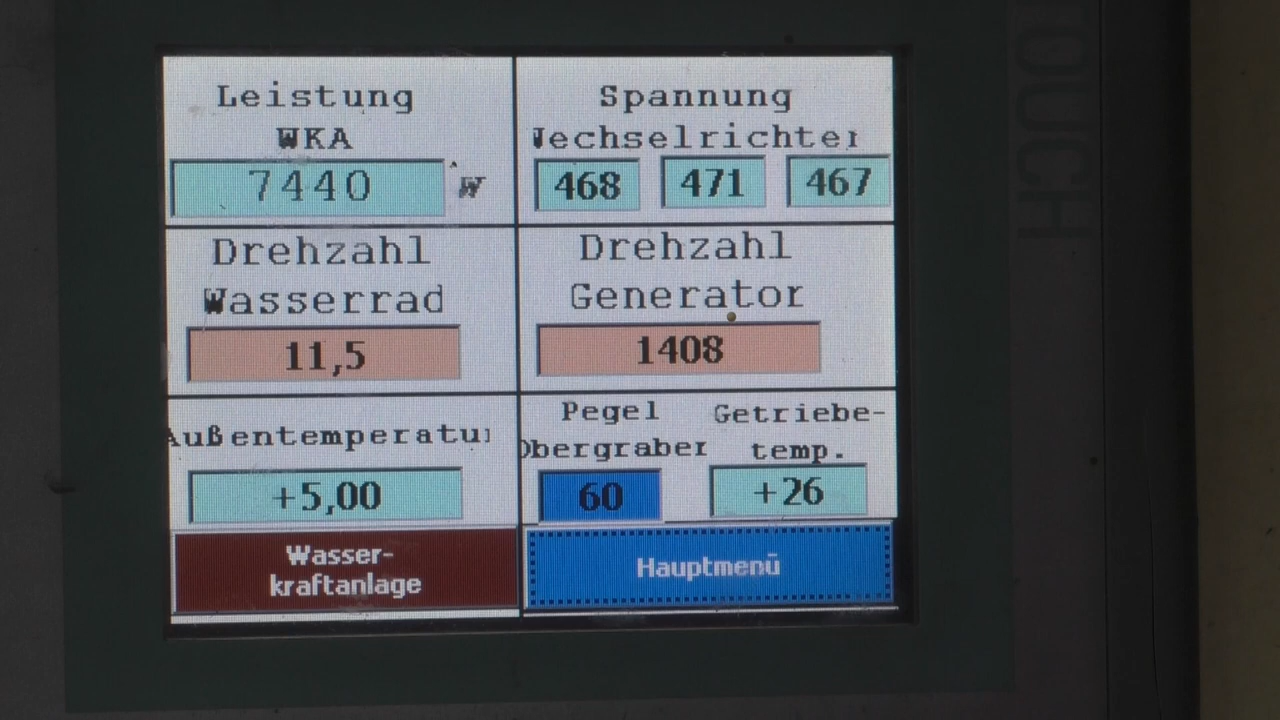 Leistung
WKA
7440 W
Spannung
Wechselrichter
468 471 467
Drehzahl
Wasserrad
11,5
Drehzahl
Generator
1408
Außentemperatur
+5,00
Pegel
Obergraben
60
Getriebe-
temp.
+26
Wasser-
kraftanlage
Hauptmenü
TOUCH